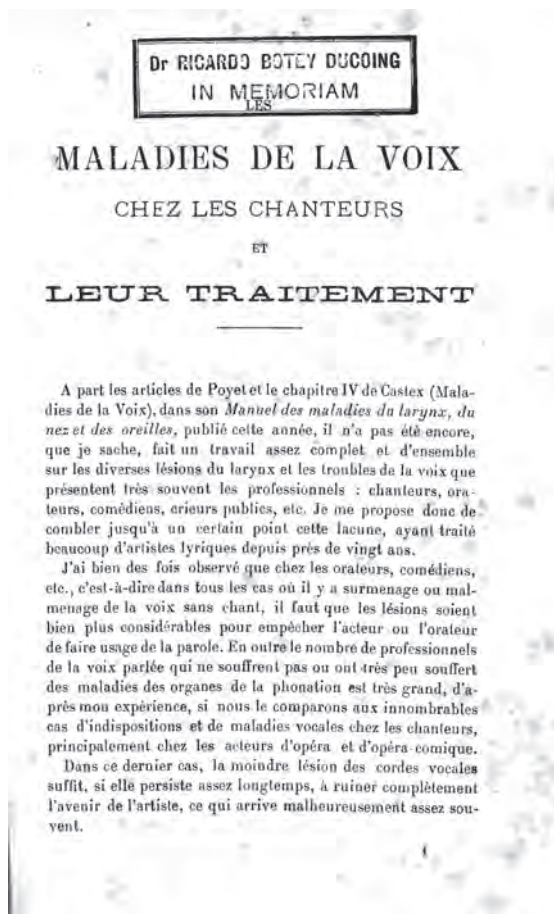 Dr RICARDO BOTEY DUCOING
IN MEMORIAM
LES
MALADIES DE LA VOIX
CHEZ LES CHANTEURS
ET
LEUR TRAITEMENT
A part les articles de Poyet et le chapitre IV de Castex (Mala-
dies de la Voix), dans son Manuel des maladies du larynx, du
nez et des oreilles, publié cette année, il n'a pas été encore,
que je sache, fait un travail assez complet et d'ensemble
sur les diverses lésions du larynx et les troubles de la voix que
présentent très souvent les professionnels : chanteurs, ora-
teurs, comédiens, crieurs publics, etc. Je me propose donc de
combler jusqu'à un certain point cette lacune, ayant traité
beaucoup d'artistes lyriques depuis près de vingt ans.
J'ai bien des fois observé que chez les orateurs, comédiens,
etc., c'est-à-dire dans tous les cas où il y a surmenage ou mal-
menage de la voix sans chant, il faut que les lésions soient
bien plus considérables pour empêcher l'acteur ou l'orateur
de faire usage de la parole. En outre le nombre de professionnels
de la voix parlée qui ne souffrent pas ou ont très peu souffert
des maladies des organes de la phonation est très grand, d'a-
près mon expérience, si nous le comparons aux innombrables
cas d'indispositions et de maladies vocales chez les chanteurs,
principalement chez les acteurs d'opéra et d'opéra-comique.
Dans ce dernier cas, la moindre lésion des cordes vocales
suffit, si elle persiste assez longtemps, à ruiner complètement
l'avenir de l'artiste, ce qui arrive malheureusement assez sou-
vent.